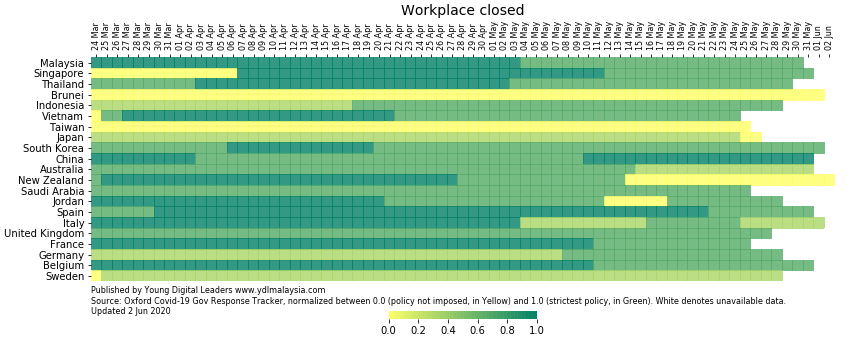 Workplace closed
24 Mar
25 Mar
26 Mar
27 Mar
28 Mar
29 Mar
30 Mar
31 Mar
01 Apr
02 Apr
03 Apr
04 Apr
05 Apr
06 Apr
07 Apr
08 Apr
09 Apr
10 Apr
11 Apr
12 Apr
13 Apr
14 Apr
15 Apr
16 Apr
17 Apr
18 Apr
19 Apr
20 Apr
21 Apr
22 Apr
23 Apr
24 Apr
25 Apr
26 Apr
27 Apr
28 Apr
29 Apr
30 Apr
01 May
02 May
03 May
04 May
05 May
06 May
07 May
08 May
09 May
10 May
11 May
12 May
13 May
14 May
15 May
16 May
17 May
18 May
19 May
20 May
21 May
22 May
23 May
24 May
25 May
26 May
27 May
28 May
29 May
30 May
31 May
01 Jun
02 Jun
Malaysia
Singapore
Thailand
Brunei
Indonesia
Vietnam
Taiwan
Japan
South Korea
China
Australia
New Zealand
Saudi Arabia
Jordan
Spain
Italy
United Kingdom
France
Germany
Belgium
Sweden
Published by Young Digital Leaders www.ydlmalaysia.com
Source: Oxford Covid-19 Gov Response Tracker, normalized between 0.0 (policy not imposed, in Yellow) and 1.0 (strictest policy, in Green). White denotes unavailable data.
Updated 2 Jun 2020
0.0 0.2 0.4 0.6 0.8 1.0